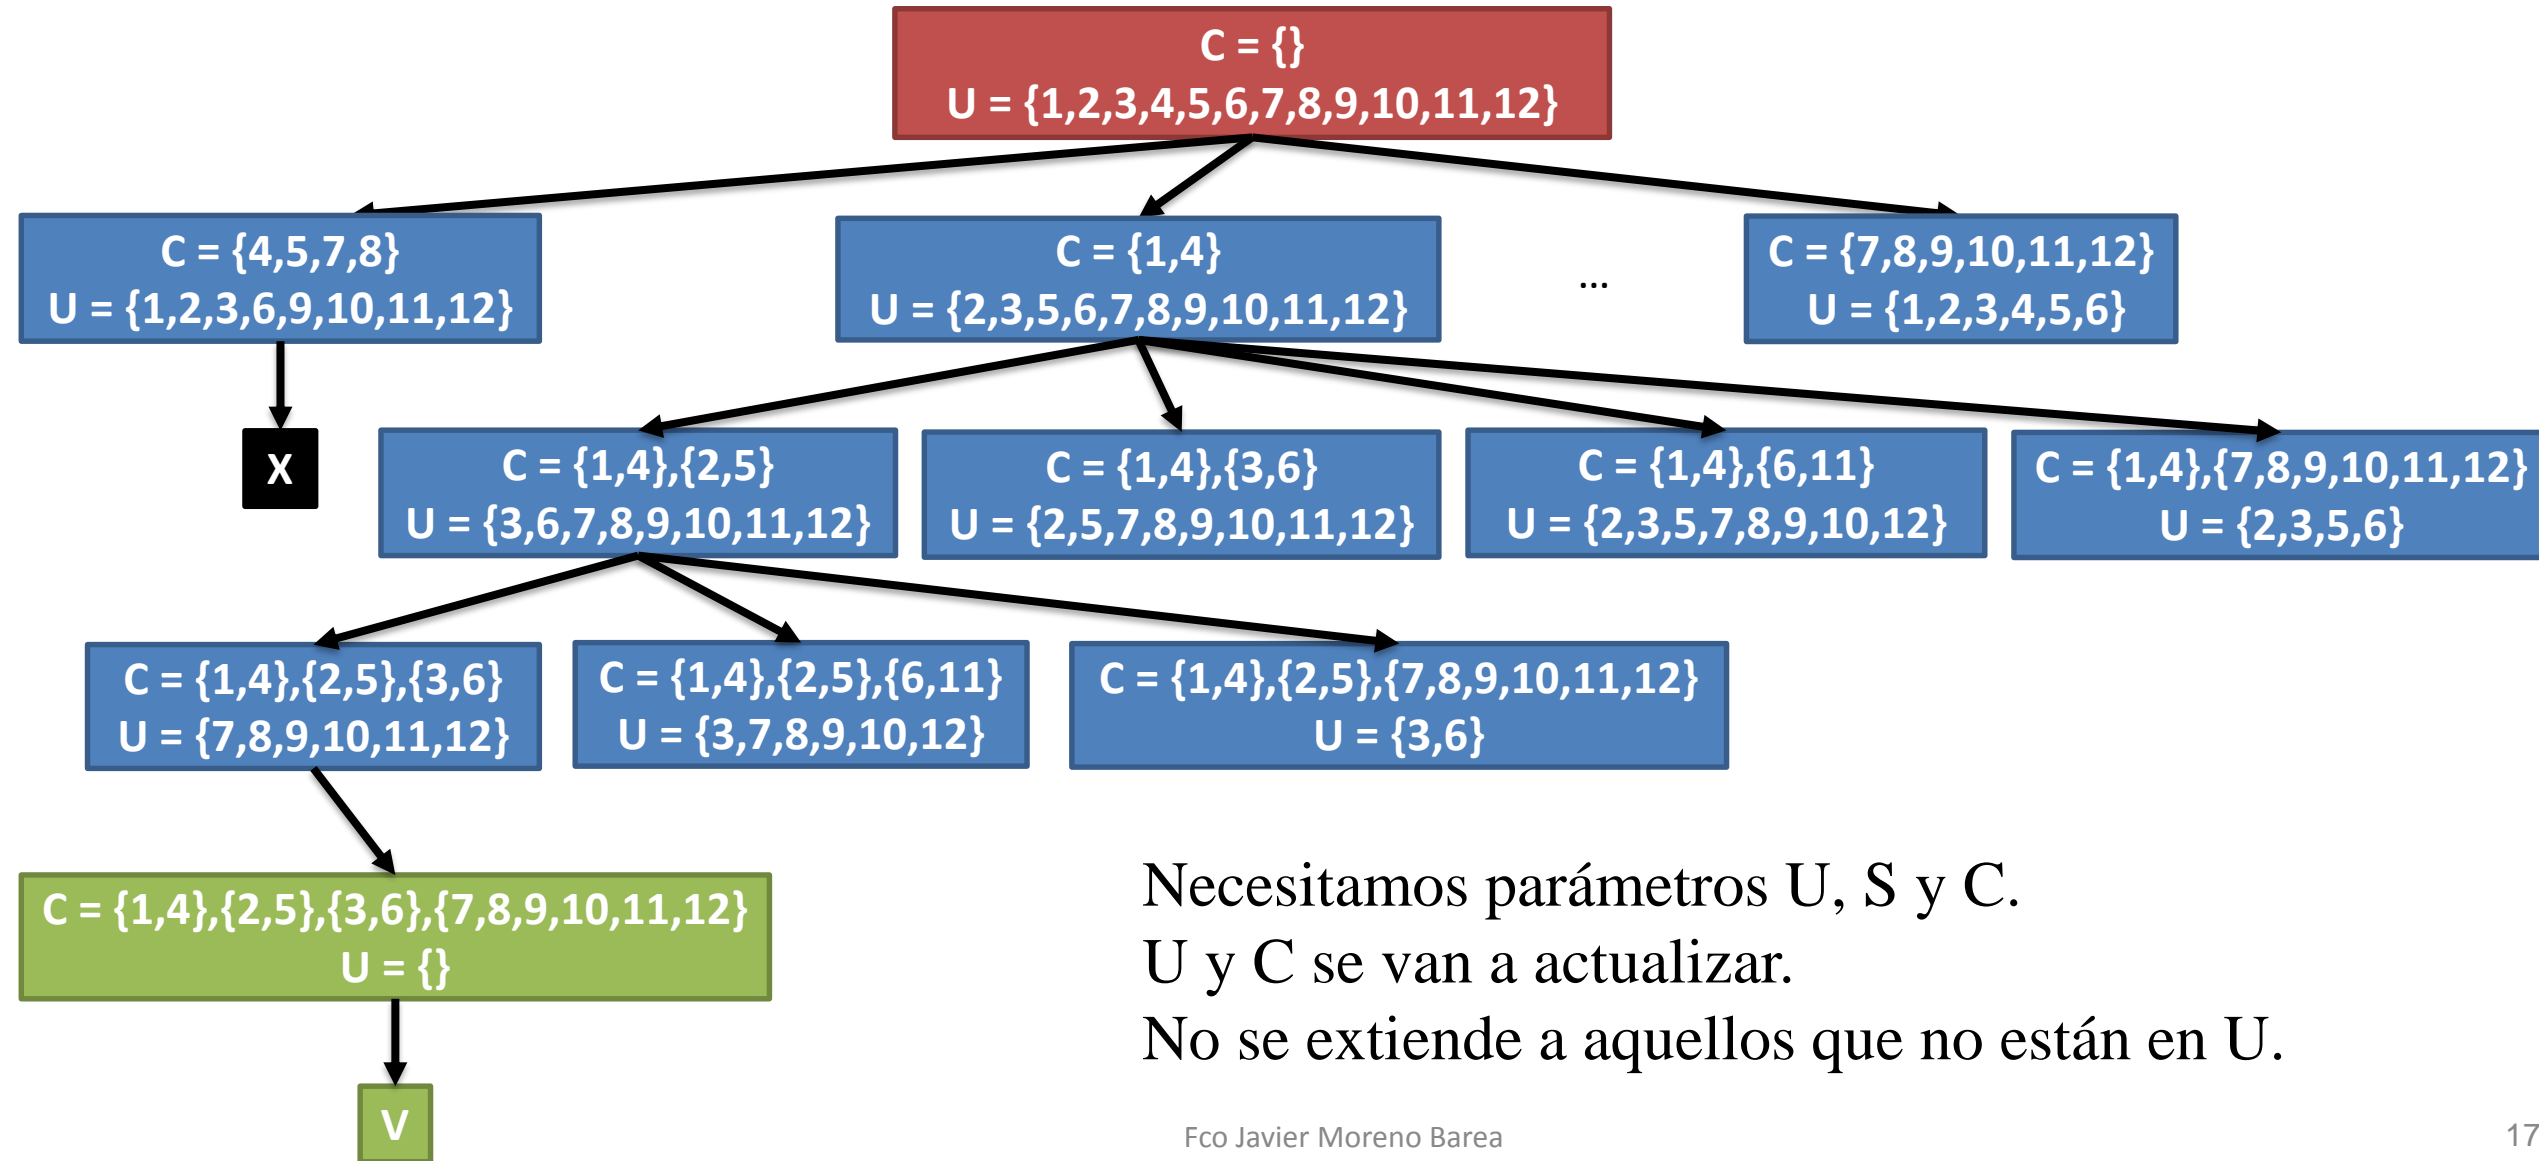 C = {}
U = {1,2,3,4,5,6,7,8,9,10,11,12}
C = {4,5,7,8}
U = {1,2,3,6,9,10,11,12}
C = {1,4}
U = {2,3,5,6,7,8,9,10,11,12}
...
C = {7,8,9,10,11,12}
U = {1,2,3,4,5,6}
X
C = {1,4},{2,5}
U = {3,6,7,8,9,10,11,12}
C = {1,4},{3,6}
U = {2,5,7,8,9,10,11,12}
C = {1,4},{6,11}
U = {2,3,5,7,8,9,10,12}
C = {1,4},{7,8,9,10,11,12}
U = {2,3,5,6}
C = {1,4},{2,5},{3,6}
U = {7,8,9,10,11,12}
C = {1,4},{2,5},{6,11}
U = {3,7,8,9,10,12}
C = {1,4},{2,5},{7,8,9,10,11,12}
U = {3,6}
C = {1,4},{2,5},{3,6},{7,8,9,10,11,12}
U = {}
V
Necesitamos parámetros U, S y C.
U y C se van a actualizar.
No se extiende a aquellos que no están en U.
Fco Javier Moreno Barea
17